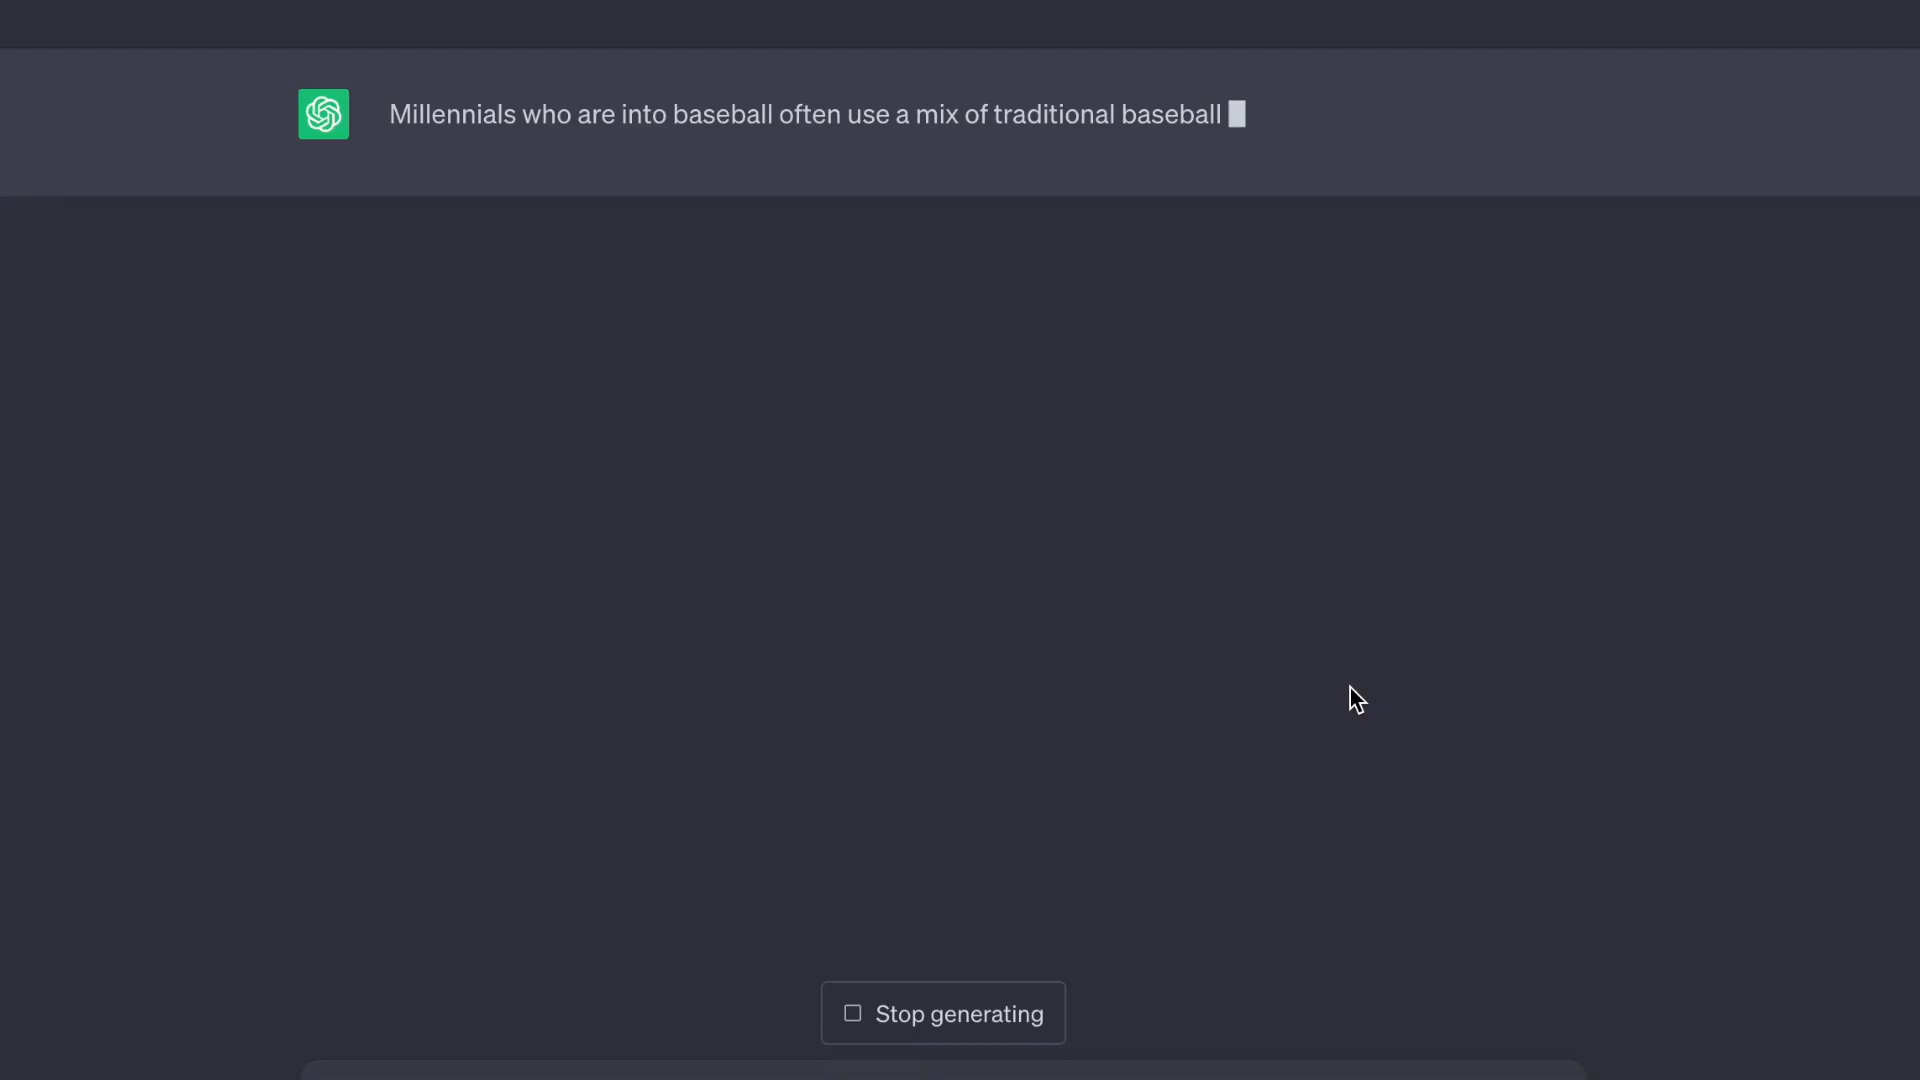 Millennials who are into baseball often use a mix of traditional baseball
Stop generating